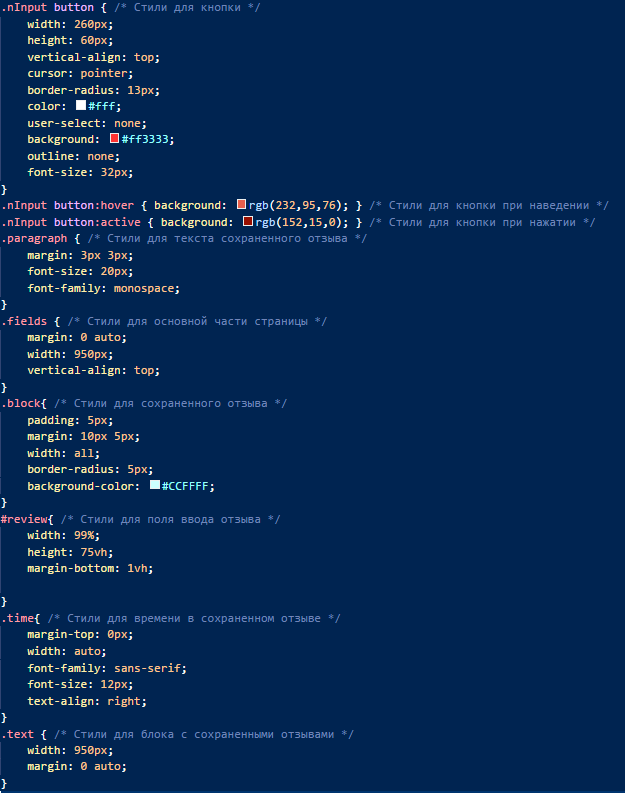 .nInput button { /* Стили для кнопки */
    width: 260px;
    height: 60px;
    vertical-align: top;
    cursor: pointer;
    border-radius: 13px;
    color: #fff;
    user-select: none;
    background: #ff3333;
    outline: none;
    font-size: 32px;
}
.nInput button:hover { background: rgb(232,95,76); } /* Стили для кнопки при наведении */
.nInput button:active { background: rgb(152,15,0); } /* Стили для кнопки при нажатии */
.paragraph { /* Стили для текста сохраненного отзыва */
    margin: 3px 3px;
    font-size: 20px;
    font-family: monospace;
}
.fields { /* Стили для основной части страницы */
    margin: 0 auto;
    width: 950px;
    vertical-align: top;
}
.block{ /* Стили для сохраненного отзыва */
    padding: 5px;
    margin: 10px 5px;
    width: all;
    border-radius: 5px;
    background-color: #CCFFFF;
}
#review{ /* Стили для поля ввода отзыва */
    width: 99%;
    height: 75vh;
    margin-bottom: 1vh;

}
.time{ /* Стили для времени в сохраненном отзыве */
    margin-top: 0px;
    width: auto;
    font-family: sans-serif;
    font-size: 12px;
    text-align: right;
}
.text { /* Стили для блока с сохраненными отзывами */
    width: 950px;
    margin: 0 auto;
}